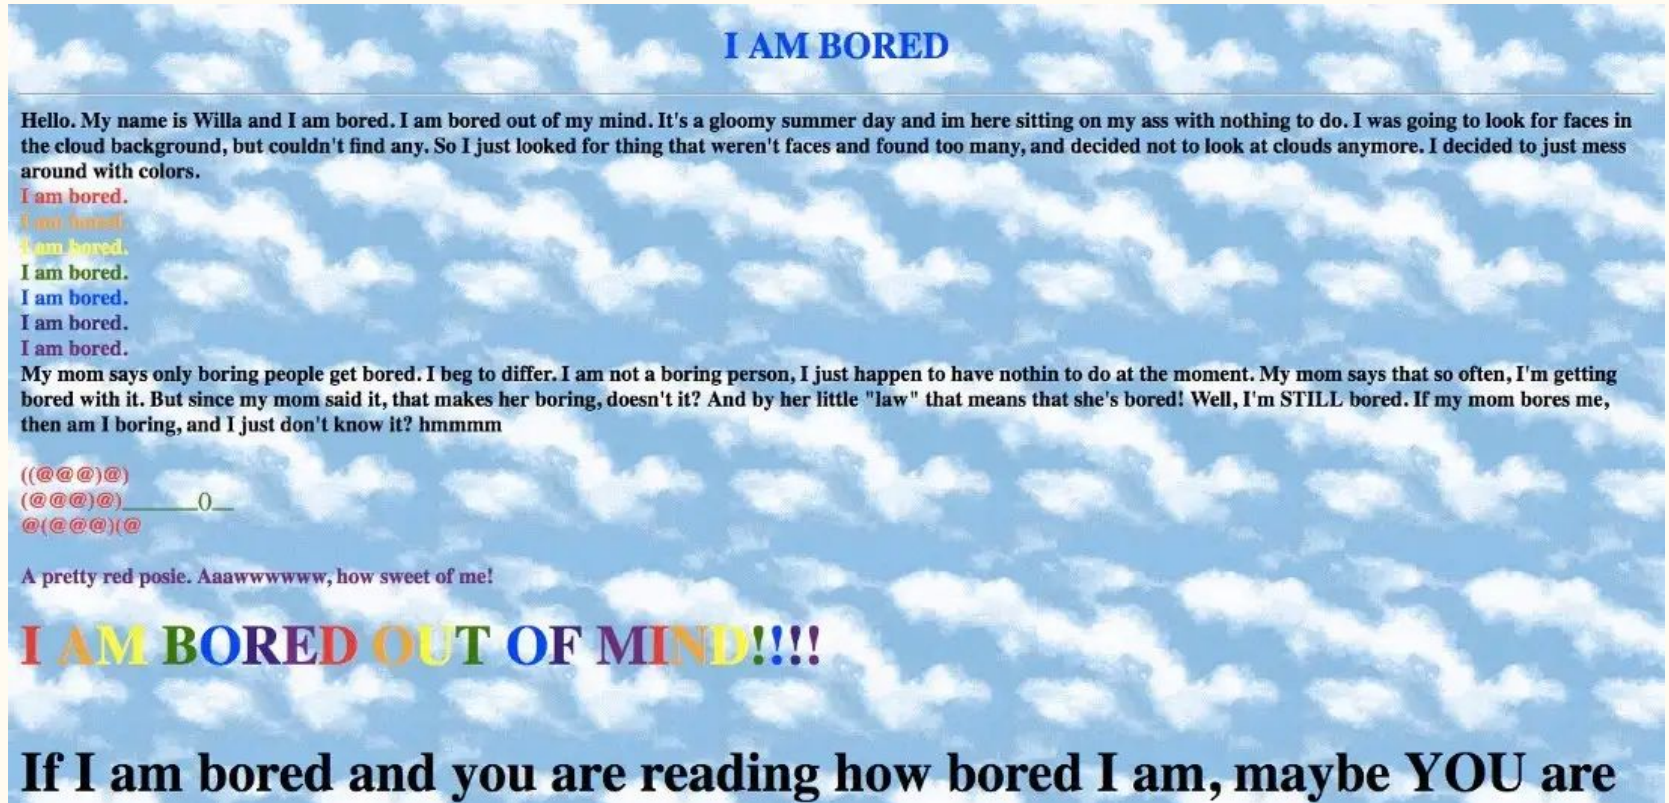 I AM BORED
Hello. My name is Willa and I am bored. I am bored out of my mind. It's a gloomy summer day and im here sitting on my ass with nothing to do. I was going to look for faces in
the cloud background, but couldn't find any. So I just looked for thing that weren't faces and found too many, and decided not to look at clouds anymore. I decided to just mess
around with colors.
I am bored.
I am bored.
I am bored.
I am bored.
I am bored.
I am bored.
I am bored.
My mom says only boring people get bored. I beg to differ. I am not a boring person, I just happen to have nothin to do at the moment. My mom says that so often, I'm getting
bored with it. But since my mom said it, that makes her boring, doesn't it? And by her little "law" that means that she's bored! Well, I'm STILL bored. If my mom bores me,
then am I boring, and I just don't know it? hmmmm
((@@@)@)
(@@@)@)_______()__
@(@@@)(@
A pretty red posie. Aaawwwwww, how sweet of me!
I AM BORED OUT OF MIND!!!!
If I am bored and you are reading how bored I am, maybe YOU are